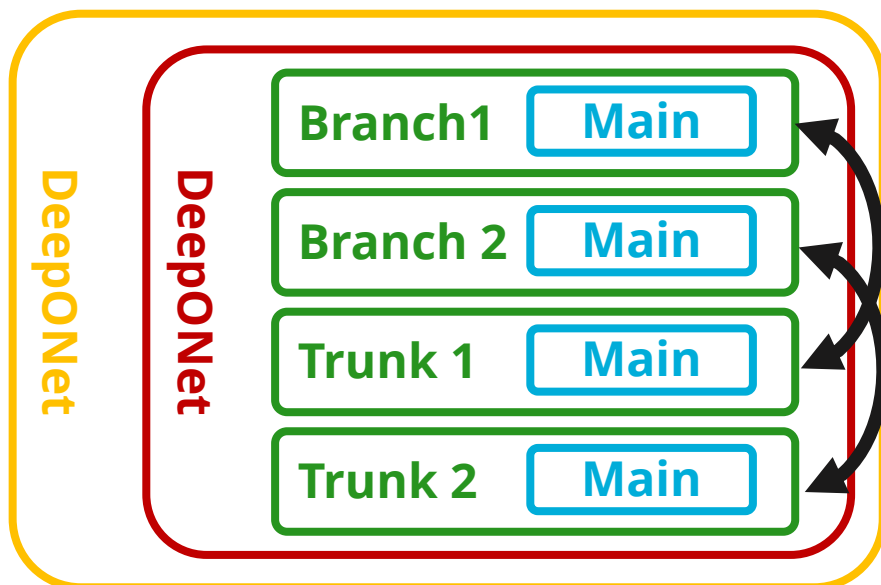 DeepONet
DeepONet
Branch1
Main
Branch 2
Main
Trunk 1
Main
Trunk 2
Main